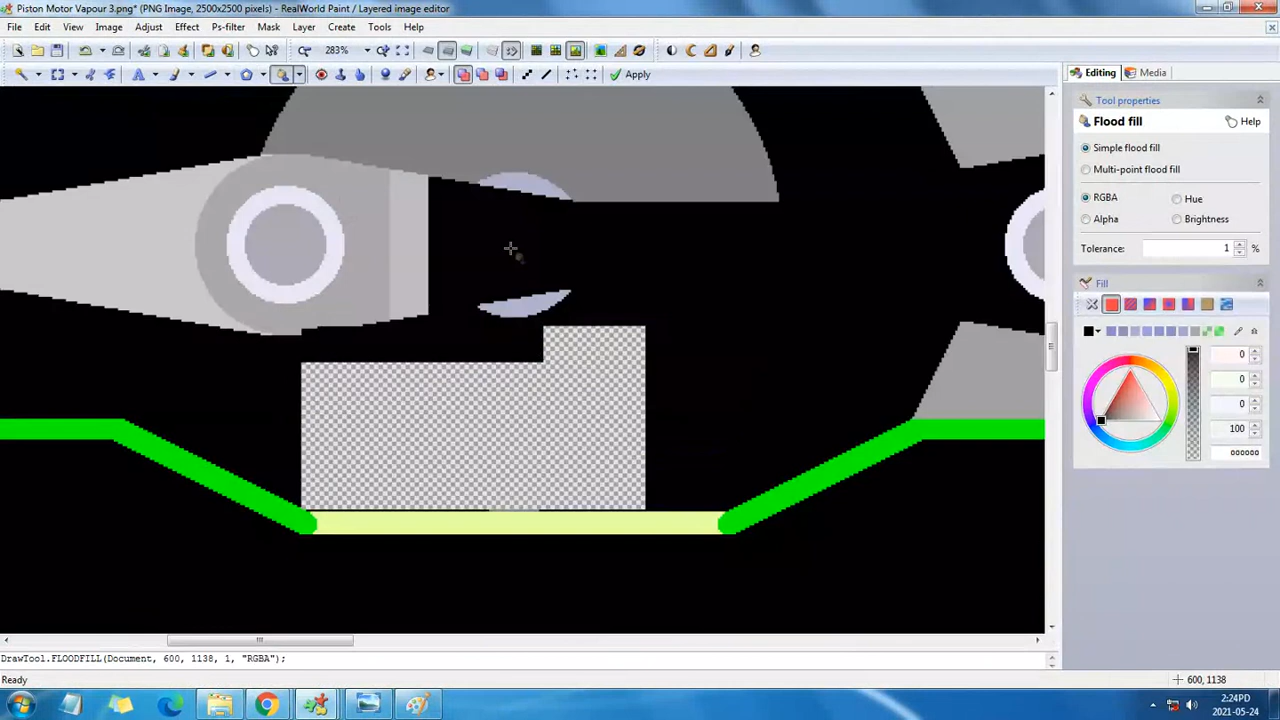 Piston Motor Vapour 3.png* (PNG Image, 2500x2500 pixels) - RealWorld Paint / Layered image editor
File Edit View Image Adjust Effect Ps-filter Mask Layer Create Tools Help
283%
Apply
Editing Media
Tool properties
Flood fill Help
Simple flood fill
Multi-point flood fill
RGBA Hue
Alpha Brightness
Tolerance: 1 %
Fill
0
0
0
100
000000
DrawTool.FLOODFILL(Document, 600, 1138, 1, "RGBA");
Ready 600, 1138
2:24PD
2021-05-24